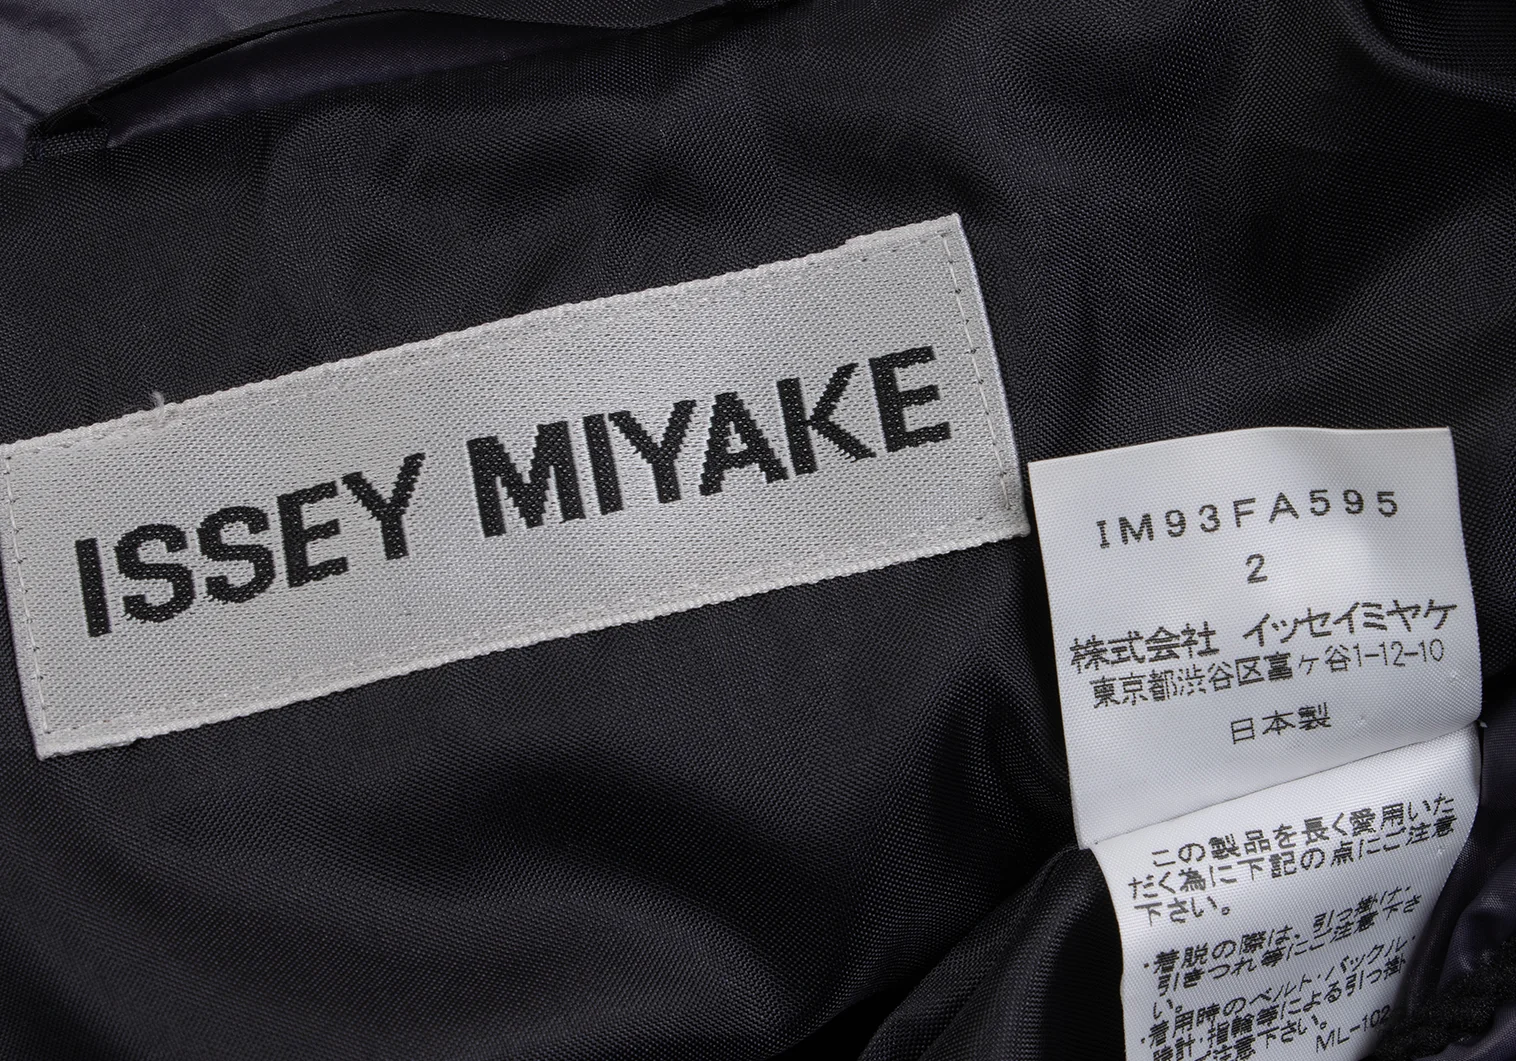 ISSEY MIYAKE
IM93FA595
2
株式会社 イッセイミヤケ
東京都渋谷区富ヶ谷1-12-10
日本製
この製品を長く愛用いた
だく為に下記の点にご注意
下さい。
・着脱の際は、引っ掛け・
引きつれ等にご注意下さ
い。
・着用時のベルト・バックル・
時計・指輪等による引っ掛
ご注意下さい。
ML-102